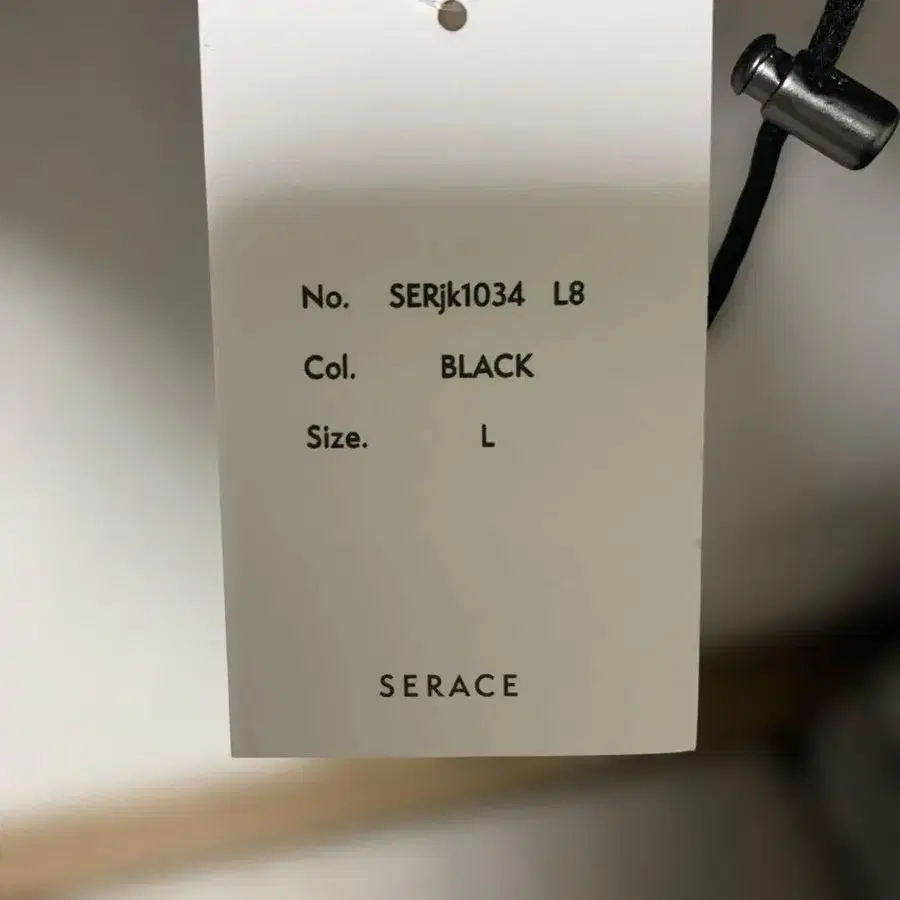 No. SERjk1034 L8
Col. BLACK
Size. L
SERACE